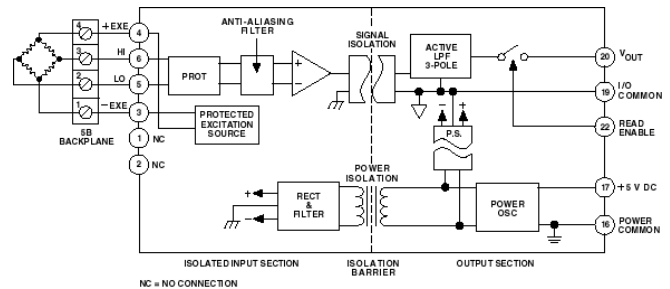 ANTI-ALIASING
FILTER
SIGNAL
ISOLATION
ACTIVE
LPF
3-POLE
4
+EXE
4
3
HI
6
2
LO
5
1
−EXE
3
5B
BACKPLANE
1
NC
2
NC
PROT
+
−
PROTECTED
EXCITATION
SOURCE
20
VOUT
19
I/O
COMMON
22
READ
ENABLE
−
+
P.S.
POWER
ISOLATION
+
−
RECT
&
FILTER
POWER
OSC
17
+5 V DC
16
POWER
COMMON
ISOLATED INPUT SECTION
ISOLATION
BARRIER
OUTPUT SECTION
NC = NO CONNECTION